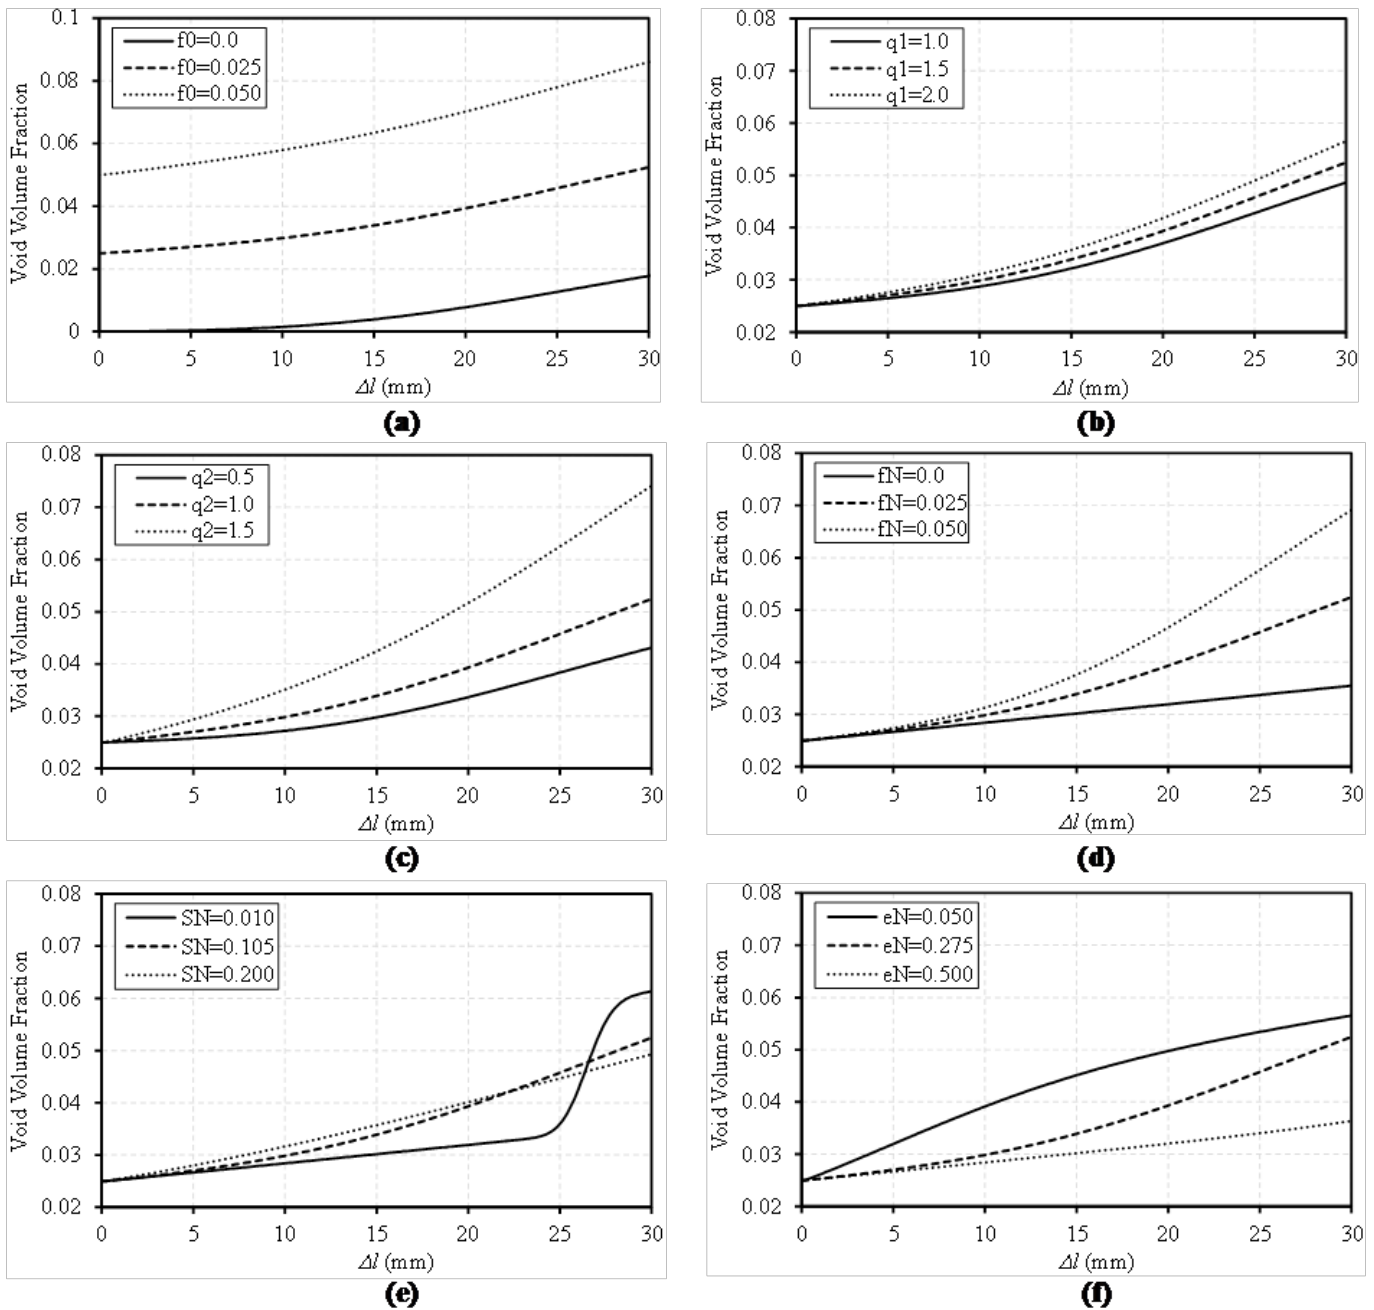 Void Volume Fraction
0.1
0.08
0.06
0.04
0.02
0
f0=0.0
f0=0.025
f0=0.050
0 5 10 15 20 25 30
Δl (mm)
(a)
Void Volume Fraction
0.08
0.07
0.06
0.05
0.04
0.03
0.02
q1=1.0
q1=1.5
q1=2.0
0 5 10 15 20 25 30
Δl (mm)
(b)
Void Volume Fraction
0.08
0.07
0.06
0.05
0.04
0.03
0.02
q2=0.5
q2=1.0
q2=1.5
0 5 10 15 20 25 30
Δl (mm)
(c)
Void Volume Fraction
0.08
0.07
0.06
0.05
0.04
0.03
0.02
fN=0.0
fN=0.025
fN=0.050
0 5 10 15 20 25 30
Δl (mm)
(d)
Void Volume Fraction
0.08
0.07
0.06
0.05
0.04
0.03
0.02
SN=0.010
SN=0.105
SN=0.200
0 5 10 15 20 25 30
Δl (mm)
(e)
Void Volume Fraction
0.08
0.07
0.06
0.05
0.04
0.03
0.02
eN=0.050
eN=0.275
eN=0.500
0 5 10 15 20 25 30
Δl (mm)
(f)